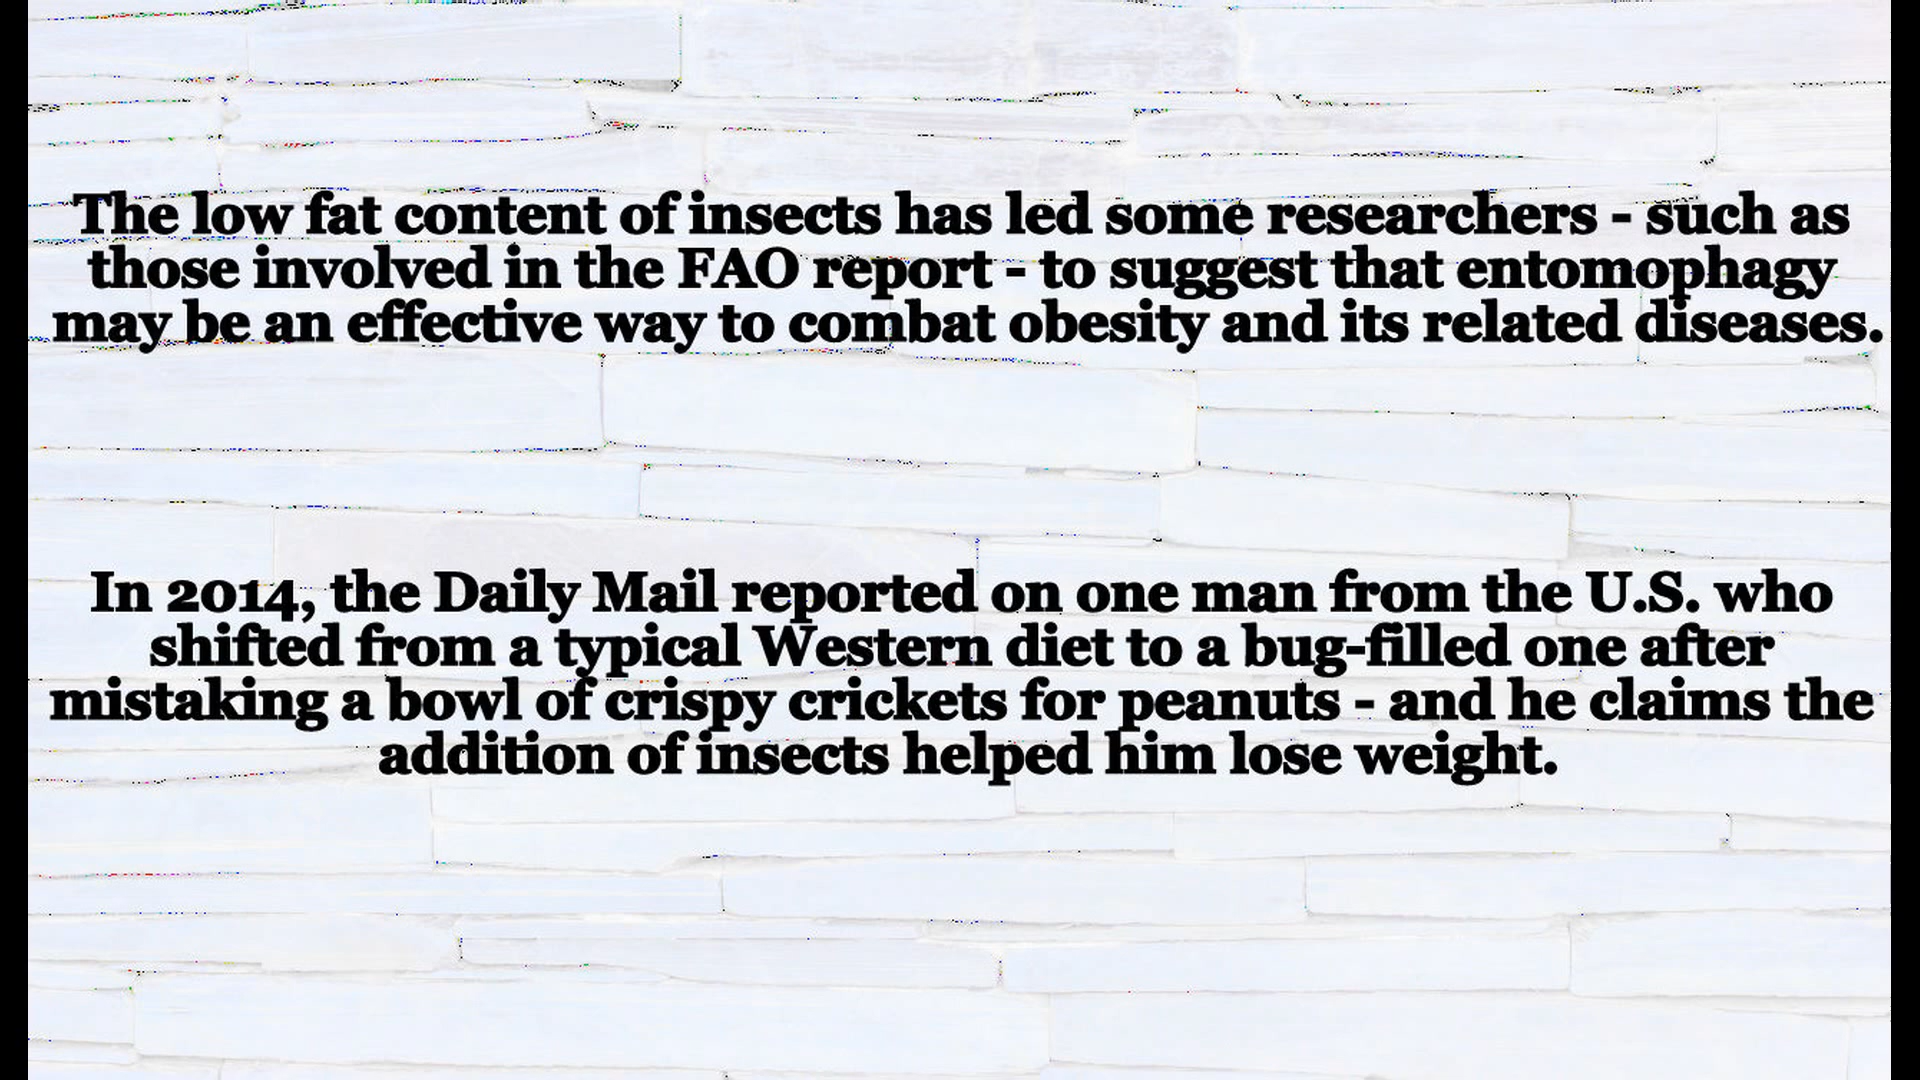 The low fat content of insects has led some researchers - such as
those involved in the FAO report - to suggest that entomophagy
may be an effective way to combat obesity and its related diseases.
In 2014, the Daily Mail reported on one man from the U.S. who
shifted from a typical Western diet to a bug-filled one after
mistaking a bowl of crispy crickets for peanuts - and he claims the
addition of insects helped him lose weight.